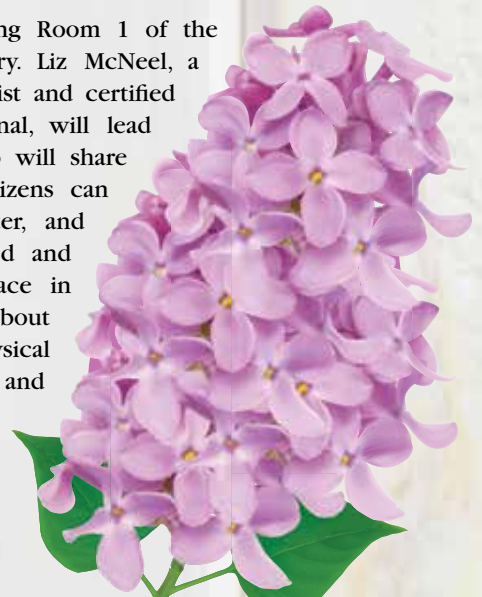 ng Room 1 of the
ry. Liz McNeel, a
ist and certified
nal, will lead
o will share
izens can
er, and
d and
ace in
bout
ysical
and